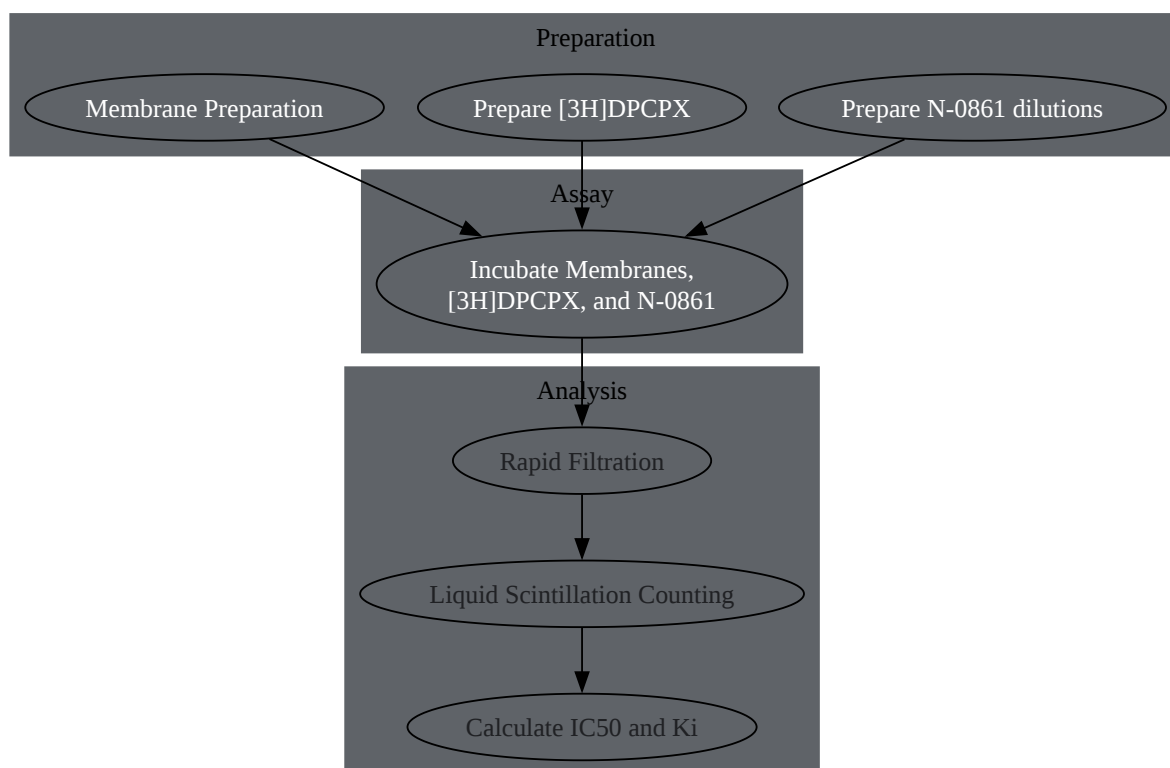 Preparation
Membrane Preparation
Prepare [3H]DPCPX
Prepare N-0861 dilutions
Assay
Incubate Membranes,
[3H]DPCPX, and N-0861
Analysis
Rapid Filtration
Liquid Scintillation Counting
Calculate IC50 and Ki